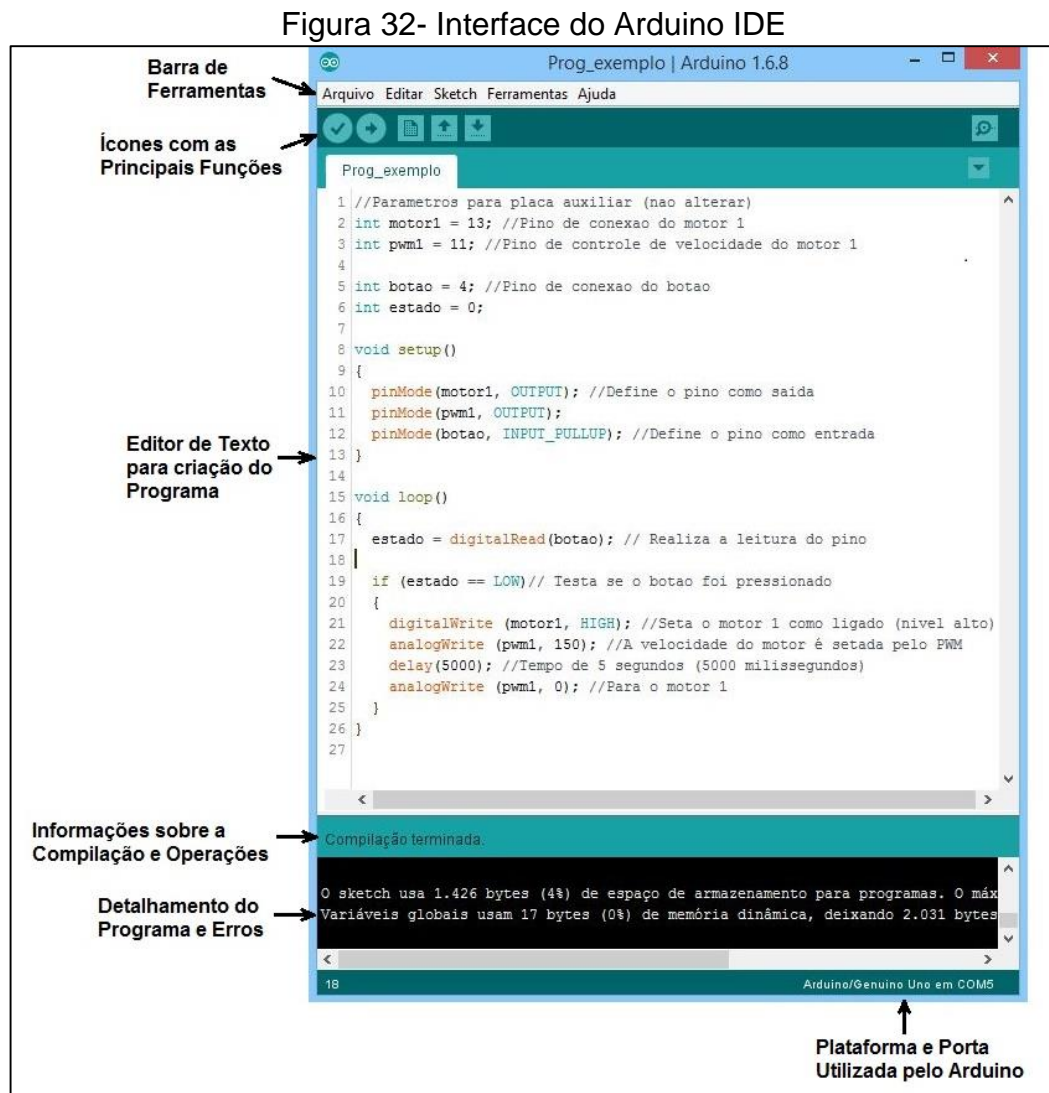 Figura 32- Interface do Arduino IDE
Barra de
Ferramentas
Ícones com as
Principais Funções
Editor de Texto
para criação do
Programa
Informações sobre a
Compilação e Operações
Detalhamento do
Programa e Erros
Prog_exemplo | Arduino 1.6.8
Arquivo Editar Sketch Ferramentas Ajuda
Prog_exemplo
1 //Parametros para placa auxiliar (nao alterar)
2 int motor1 = 13; //Pino de conexao do motor 1
3 int pwm1 = 11; //Pino de controle de velocidade do motor 1
4
5 int botao = 4; //Pino de conexao do botao
6 int estado = 0;
7
8 void setup()
9 {
10 pinMode(motor1, OUTPUT); //Define o pino como saida
11 pinMode(pwm1, OUTPUT);
12 pinMode(botao, INPUT_PULLUP); //Define o pino como entrada
13 }
14
15 void loop()
16 {
17 estado = digitalRead(botao); // Realiza a leitura do pino
18
19 if (estado == LOW)// Testa se o botao foi pressionado
20 {
21 digitalWrite (motor1, HIGH); //Seta o motor 1 como ligado (nivel alto)
22 analogWrite (pwm1, 150); //A velocidade do motor é setada pelo PWM
23 delay(5000); //Tempo de 5 segundos (5000 milissegundos)
24 analogWrite (pwm1, 0); //Para o motor 1
25 }
26 }
27
Compilação terminada.
O sketch usa 1.426 bytes (4%) de espaço de armazenamento para programas. O máx
Variáveis globais usam 17 bytes (0%) de memória dinâmica, deixando 2.031 bytes
18
Arduino/Genuino Uno em COM5
Plataforma e Porta
Utilizada pelo Arduino